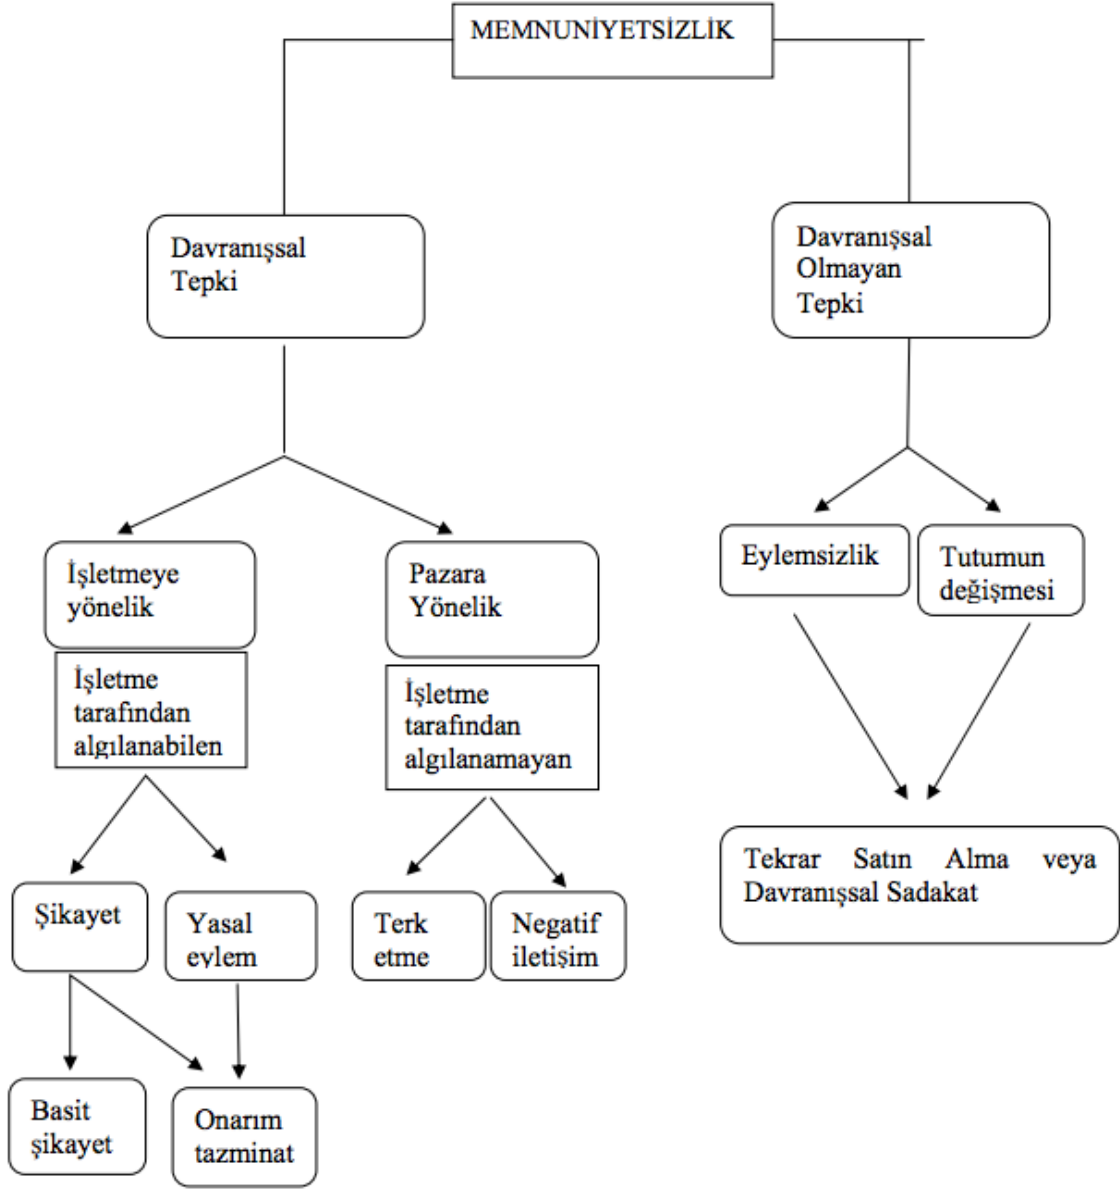 MEMNUNİYETSİZLİK
Davranışsal
Tepki
Davranışsal
Olmayan
Tepki
İşletmeye
yönelik
Pazara
Yönelik
Eylemsizlik
Tutumun
değişmesi
İşletme
tarafından
algılanabilen
İşletme
tarafından
algılanamayan
Tekrar Satın Alma veya
Davranışsal Sadakat
Şikayet
Yasal
eylem
Terk
etme
Negatif
iletişim
Basit
şikayet
Onarım
tazminat